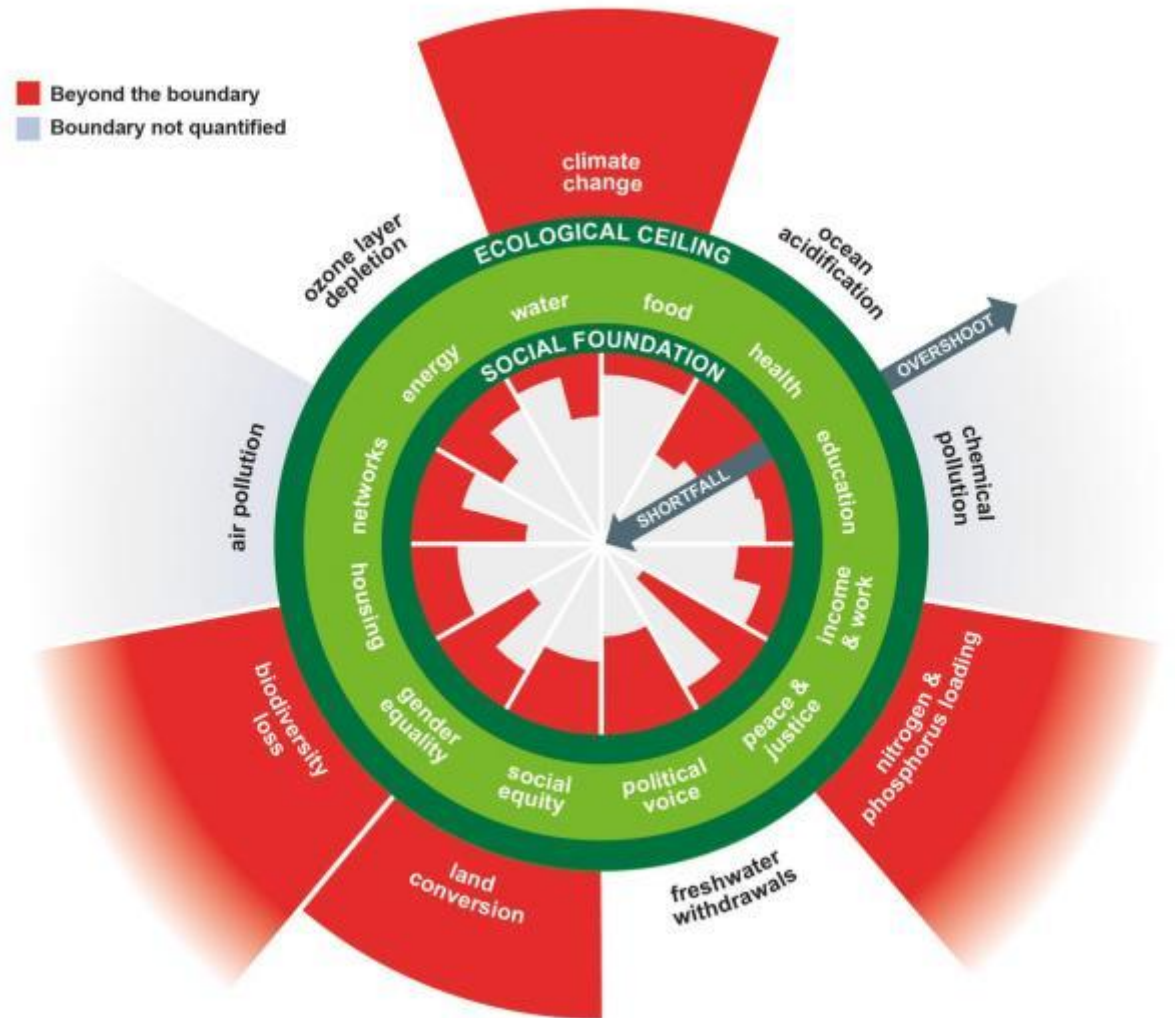 Beyond the boundary
Boundary not quantified
climate
change
ozone layer
depletion
ocean
acidification
ECOLOGICAL CEILING
water
food
energy
SOCIAL FOUNDATION
health
OVERSHOOT
networks
SHORTFALL
education
air pollution
chemical
pollution
housing
income
& work
biodiversity
loss
gender
equality
peace &
justice
nitrogen &
phosphorus loading
social
equity
political
voice
land
conversion
freshwater
withdrawals